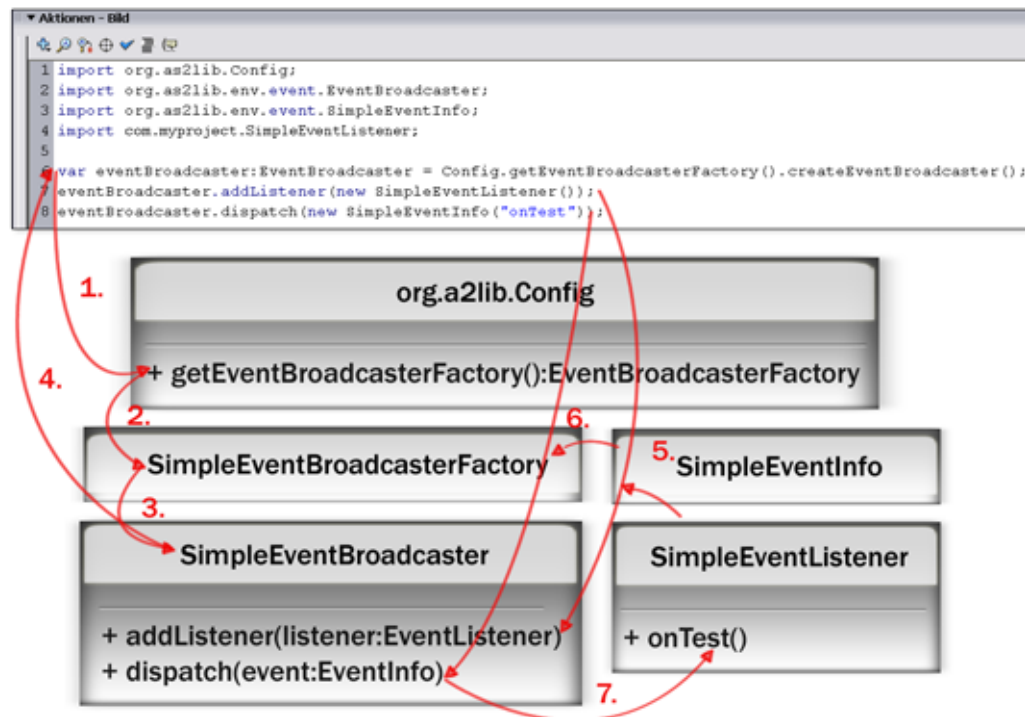 Aktionen - Bild
1 import org.as2lib.Config;
2 import org.as2lib.env.event.EventBroadcaster;
3 import org.as2lib.env.event.SimpleEventInfo;
4 import com.myproject.SimpleEventListener;
5
6 var eventBroadcaster:EventBroadcaster = Config.getEventBroadcasterFactory().createEventBroadcaster();
7 eventBroadcaster.addListener(new SimpleEventListener());
8 eventBroadcaster.dispatch(new SimpleEventInfo("onTest"));
1.
org.a2lib.Config
+ getEventBroadcasterFactory():EventBroadcasterFactory
4.
2.
6.
SimpleEventBroadcasterFactory
5.
SimpleEventInfo
3.
SimpleEventBroadcaster
+ addListener(listener:EventListener)
+ dispatch(event:EventInfo)
SimpleEventListener
+ onTest()
7.